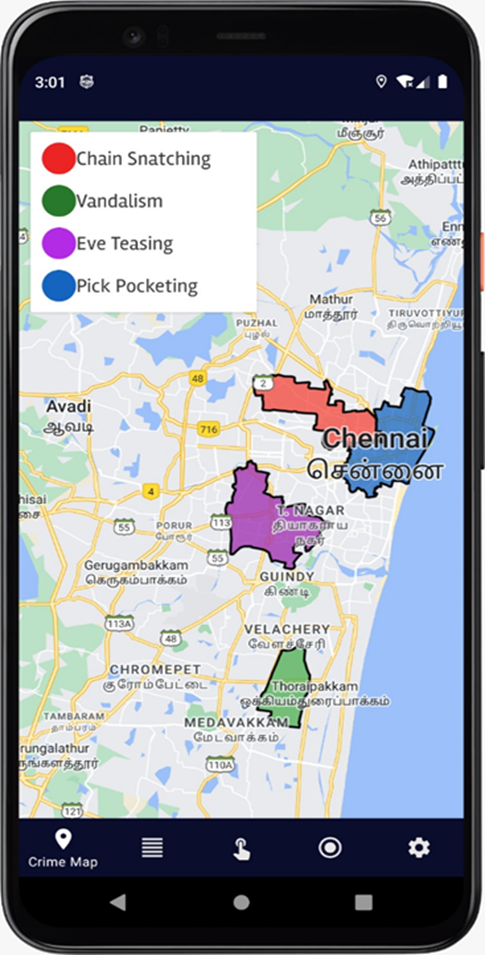 3:01
Chain Snatching
Vandalism
Eve Teasing
Pick Pocketing
Panjetty
மீஞ்சூர்
Athipattu
அத்திப்பட்
56
4
Enn
எண்ண
Mathur
மாத்தூர்
TIRUVOTTIYUR
திருவொற்றியூ
PUZHAL
புழல்
48
2
Avadi
ஆவடி
716
Chennai
சென்னை
4
hisai
சை
T. NAGAR
தியாகராய
நகர்
113
55
PORUR
போரூர்
55
Gerugambakkam
கெருகம்பாக்கம்
GUINDY
கிண்டி
113A
48
VELACHERY
வேளச்சேரி
CHROMEPET
குரோம்பேட்டை
Thoraipakkam
ஒக்கியம்துரைப்பாக்கம்
TAMBARAM
தாம்பரம்
MEDAVAKKAM
மேடவாக்கம்
rungalathur
ருங்களத்தூர்
110A
121
Crime Map